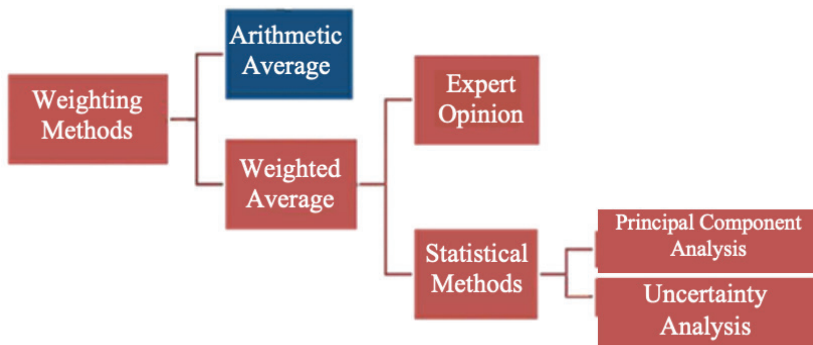 Weighting
Methods
Arithmetic
Average
Weighted
Average
Expert
Opinion
Statistical
Methods
Principal Component
Analysis
Uncertainty
Analysis